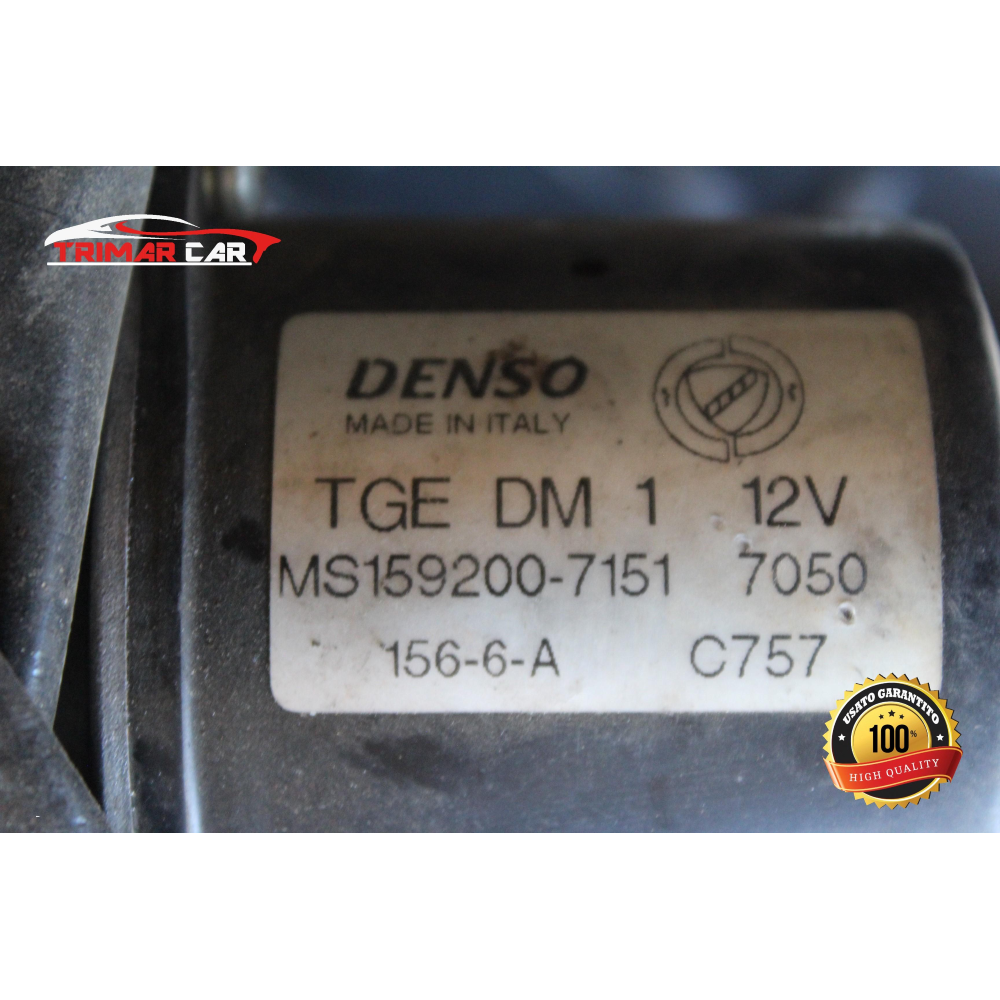 TRIMAR CAR
DENSO
MADE IN ITALY
TGE DM 1 12V
MS159200-7151 7050
156-6-A C757
USATO GARANTITO
100%
HIGH QUALITY